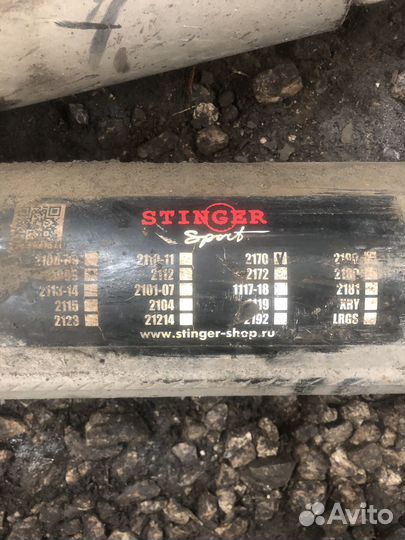 STINGER
Sport
2110-11 2170
2112 2172
2113-14 2101-07 1117-18 2181
2115 2104 XRY
2123 21214 2192 LRGS
www.stinger-shop.ru
Avito